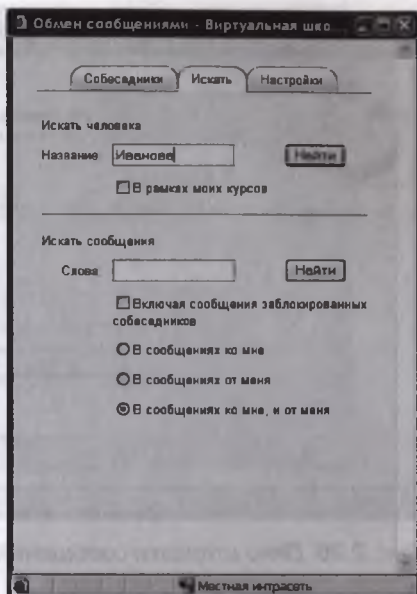 Обмен сообщениями - Виртуальная шко...
Собеседники Искать Настройки
Искать человека
Название Иванова Найти
В рамках моих курсов
Искать сообщения
Слова Найти
Включая сообщения заблокированных
собеседников
В сообщениях ко мне
В сообщениях от меня
В сообщениях ко мне, и от меня
Местная интрасеть